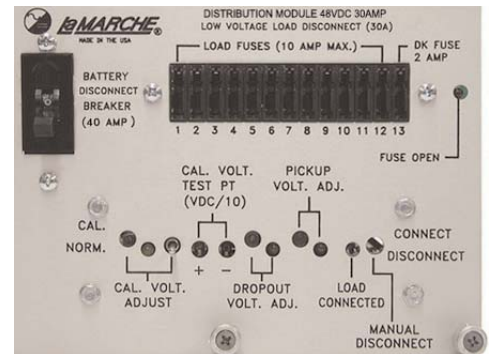 LaMARCHE®
MADE IN THE USA
DISTRIBUTION MODULE 48VDC 30AMP
LOW VOLTAGE LOAD DISCONNECT (30A)
LOAD FUSES (10 AMP MAX.)
DK FUSE
2 AMP
BATTERY
DISCONNECT
BREAKER
(40 AMP)
1 2 3 4 5 6 7 8 9 10 11 12 13
FUSE OPEN
CAL. VOLT.
TEST PT
(VDC/10)
PICKUP
VOLT. ADJ.
CAL.
NORM.
CONNECT
DISCONNECT
+ −
CAL. VOLT.
ADJUST
DROPOUT
VOLT. ADJ.
LOAD
CONNECTED
MANUAL
DISCONNECT